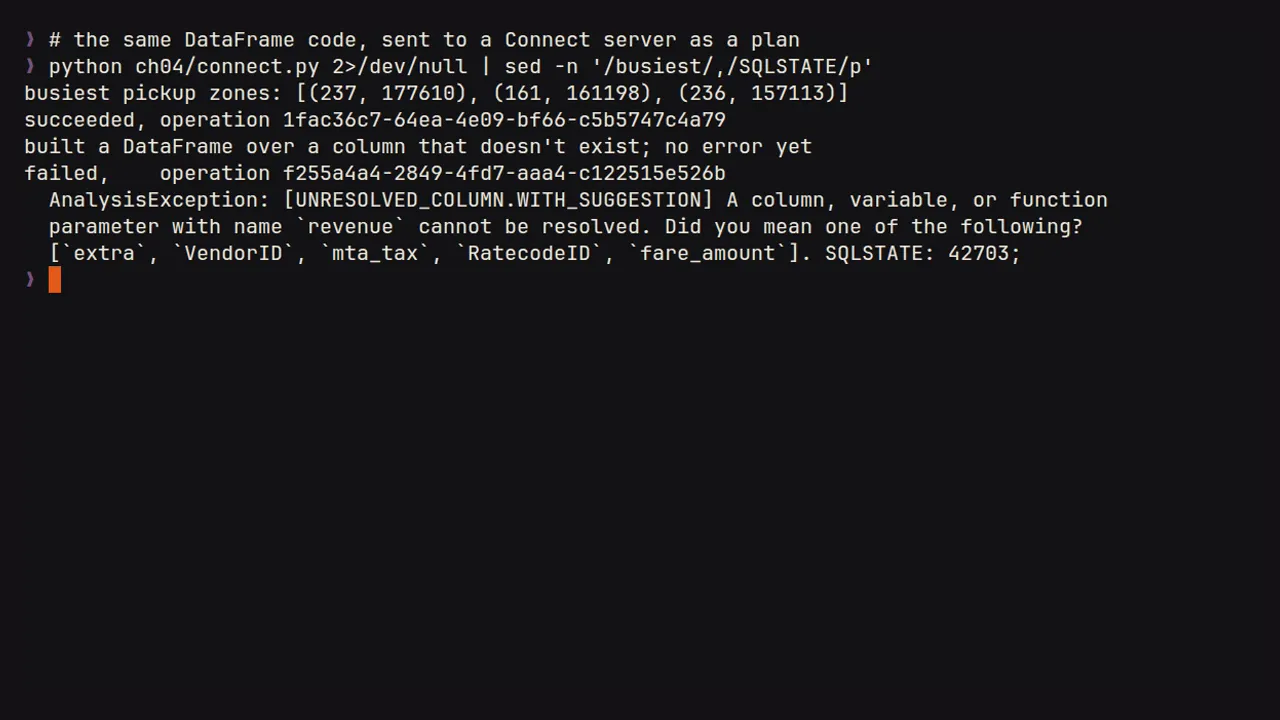 ❯ # the same DataFrame code, sent to a Connect server as a plan
❯ python ch04/connect.py 2>/dev/null | sed -n '/busiest/,/SQLSTATE/p'
busiest pickup zones: [(237, 177610), (161, 161198), (236, 157113)]
succeeded, operation 1fac36c7-64ea-4e09-bf66-c5b5747c4a79
built a DataFrame over a column that doesn't exist; no error yet
failed,    operation f255a4a4-2849-4fd7-aaa4-c122515e526b
  AnalysisException: [UNRESOLVED_COLUMN.WITH_SUGGESTION] A column, variable, or function
  parameter with name `revenue` cannot be resolved. Did you mean one of the following?
  [`extra`, `VendorID`, `mta_tax`, `RatecodeID`, `fare_amount`]. SQLSTATE: 42703;
❯